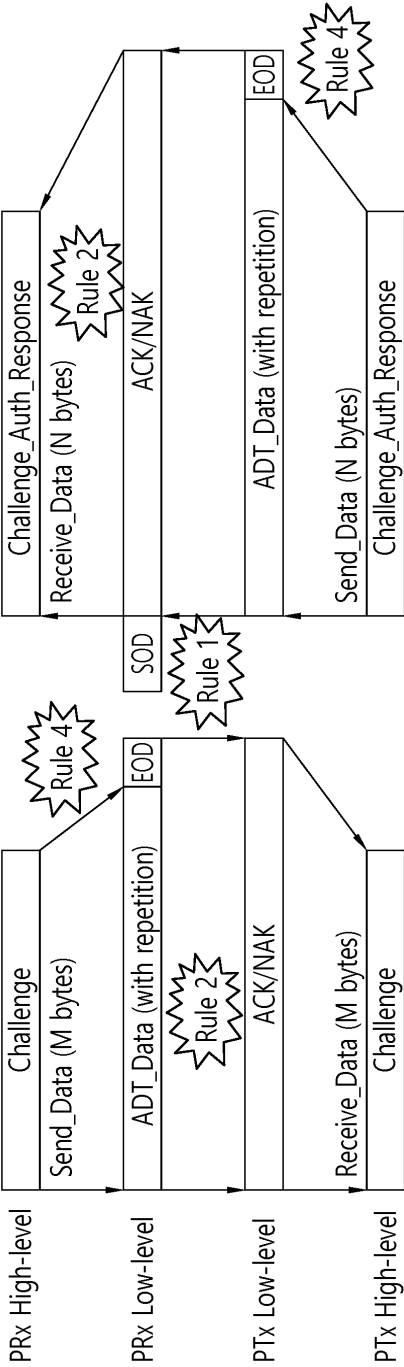 PRx High-level
Challenge
Challenge_Auth_Response
Send_Data (M bytes)
Rule 4
Receive_Data (N bytes)
Rule 2
PRx Low-level
ADT_Data (with repetition)
EOD
SOD
ACK/NAK
Rule 2
Rule 1
PTx Low-level
ACK/NAK
ADT_Data (with repetition)
EOD
Receive_Data (M bytes)
Send_Data (N bytes)
Rule 4
PTx High-level
Challenge
Challenge_Auth_Response